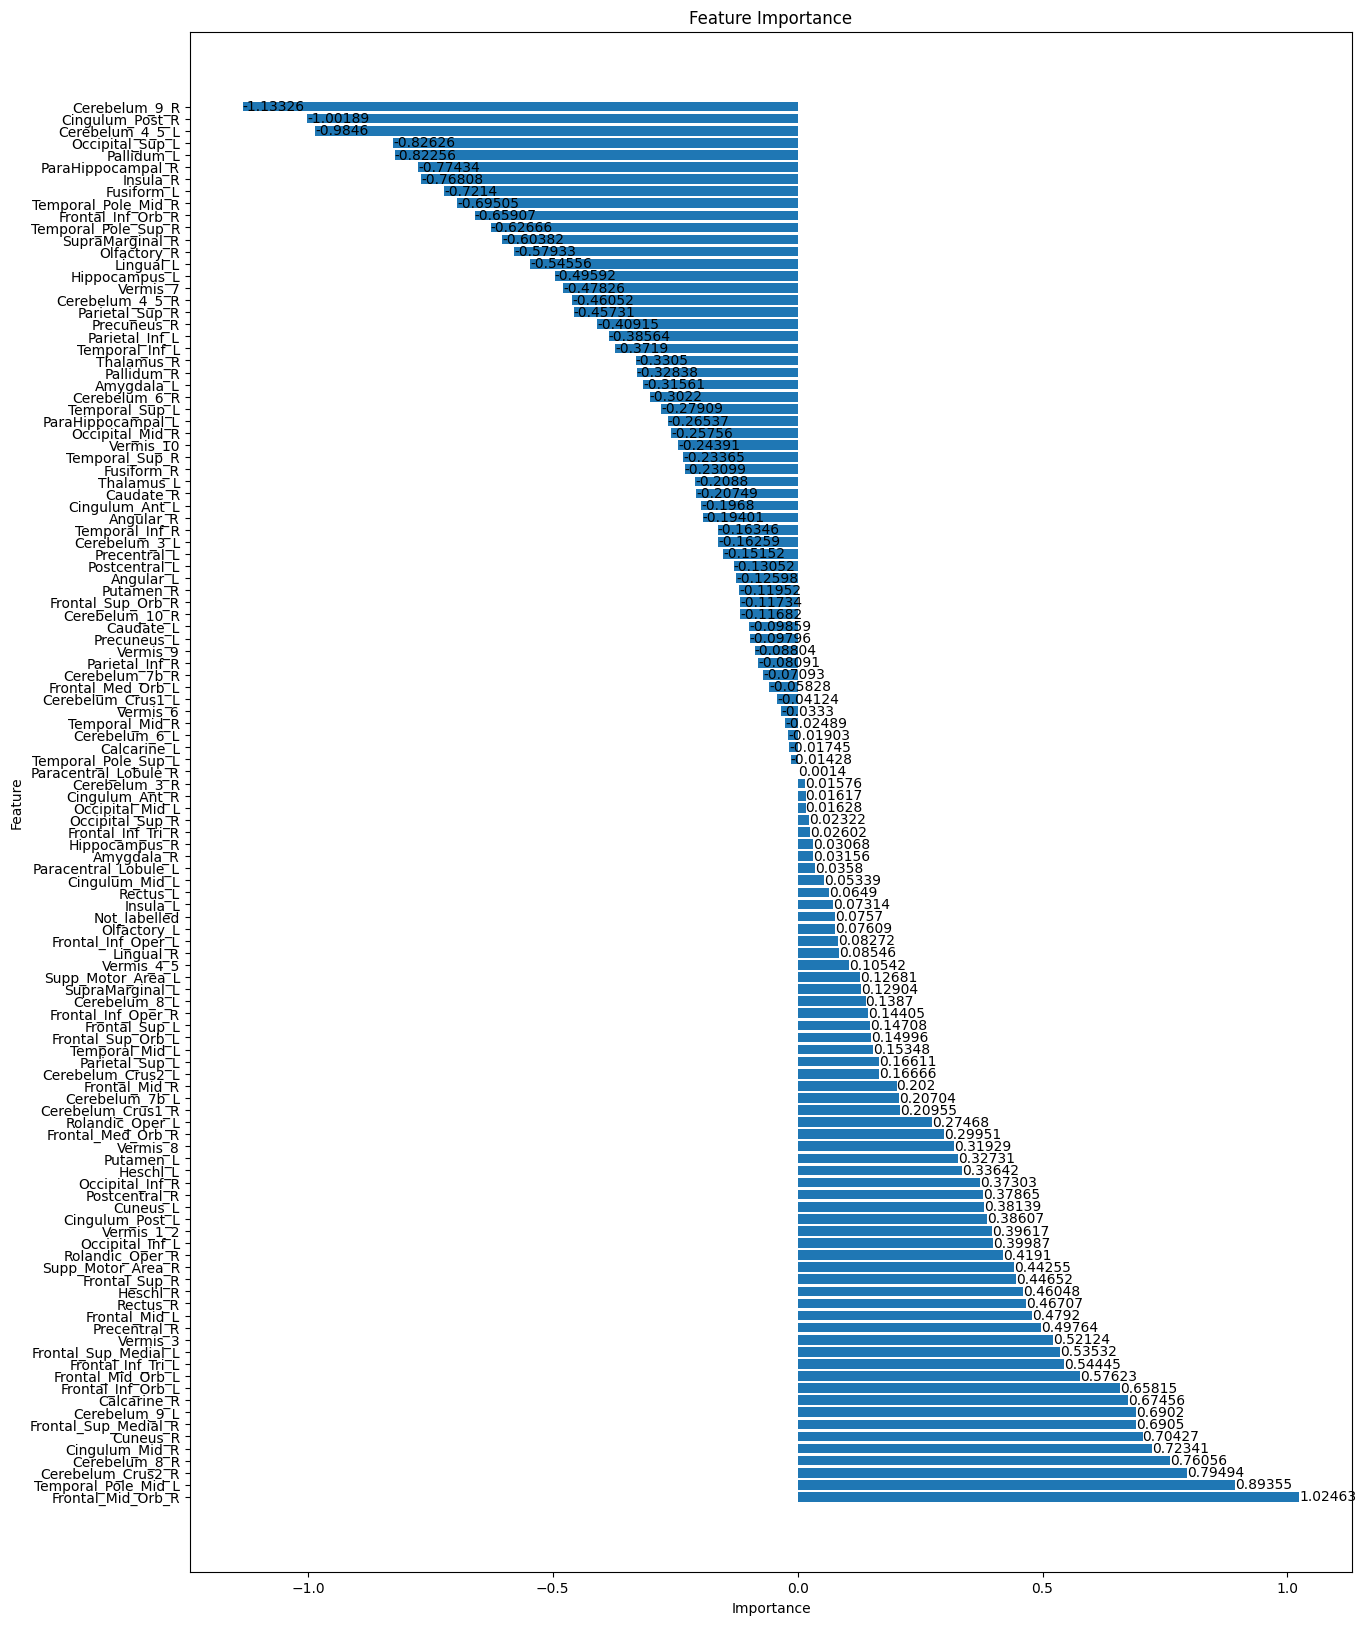 Feature Importance
Cerebelum_9_R -1.13326
Cingulum_Post_R -1.00189
Cerebelum_4_5_L -0.9846
Occipital_Sup_L -0.82626
Pallidum_L -0.82256
ParaHippocampal_R -0.77434
Insula_R -0.76808
Fusiform_L -0.7214
Temporal_Pole_Mid_R -0.69505
Frontal_Inf_Orb_R -0.65907
Temporal_Pole_Sup_R -0.62666
SupraMarginal_R -0.60382
Olfactory_R -0.57933
Lingual_L -0.54556
Hippocampus_L -0.49592
Vermis_7 -0.47826
Cerebelum_4_5_R -0.46052
Parietal_Sup_R -0.45731
Precuneus_R -0.40915
Parietal_Inf_L -0.38564
Temporal_Inf_L -0.3719
Thalamus_R -0.3305
Pallidum_R -0.32838
Amygdala_L -0.31561
Cerebelum_6_R -0.3022
Temporal_Sup_L -0.27909
ParaHippocampal_L -0.26537
Occipital_Mid_R -0.25756
Vermis_10 -0.24391
Temporal_Sup_R -0.23365
Fusiform_R -0.23099
Thalamus_L -0.2088
Caudate_R -0.20749
Cingulum_Ant_L -0.1968
Angular_R -0.19401
Temporal_Inf_R -0.16346
Cerebelum_3_L -0.16259
Precentral_L -0.15152
Postcentral_L -0.13052
Angular_L -0.12598
Putamen_R -0.11952
Frontal_Sup_Orb_R -0.11734
Cerebelum_10_R -0.11682
Caudate_L -0.09859
Precuneus_L -0.09796
Vermis_9 -0.08804
Parietal_Inf_R -0.08091
Cerebelum_7b_R -0.07093
Frontal_Med_Orb_L -0.05828
Cerebelum_Crus1_L -0.04124
Vermis_6 -0.0333
Temporal_Mid_R -0.02489
Cerebelum_6_L -0.01903
Calcarine_L -0.01745
Temporal_Pole_Sup_L -0.01428
Paracentral_Lobule_R 0.0014
Cerebelum_3_R 0.01576
Cingulum_Ant_R 0.01617
Occipital_Mid_L 0.01628
Occipital_Sup_R 0.02322
Frontal_Inf_Tri_R 0.02602
Hippocampus_R 0.03068
Amygdala_R 0.03156
Paracentral_Lobule_L 0.0358
Cingulum_Mid_L 0.05339
Rectus_L 0.0649
Insula_L 0.07314
Not_labelled 0.0757
Olfactory_L 0.07609
Frontal_Inf_Oper_L 0.08272
Lingual_R 0.08546
Vermis_4_5 0.10542
Supp_Motor_Area_L 0.12681
SupraMarginal_L 0.12904
Cerebelum_8_L 0.1387
Frontal_Inf_Oper_R 0.14405
Frontal_Sup_L 0.14708
Frontal_Sup_Orb_L 0.14996
Temporal_Mid_L 0.15348
Parietal_Sup_L 0.16611
Cerebelum_Crus2_L 0.16666
Frontal_Mid_R 0.202
Cerebelum_7b_L 0.20704
Cerebelum_Crus1_R 0.20955
Rolandic_Oper_L 0.27468
Frontal_Med_Orb_R 0.29951
Vermis_8 0.31929
Putamen_L 0.32731
Heschl_L 0.33642
Occipital_Inf_R 0.37303
Postcentral_R 0.37865
Cuneus_L 0.38139
Cingulum_Post_L 0.38607
Vermis_1_2 0.39617
Occipital_Inf_L 0.39987
Rolandic_Oper_R 0.4191
Supp_Motor_Area_R 0.44255
Frontal_Sup_R 0.44652
Heschl_R 0.46048
Rectus_R 0.46707
Frontal_Mid_L 0.4792
Precentral_R 0.49764
Vermis_3 0.52124
Frontal_Sup_Medial_L 0.53532
Frontal_Inf_Tri_L 0.54445
Frontal_Mid_Orb_L 0.57623
Frontal_Inf_Orb_L 0.65815
Calcarine_R 0.67456
Cerebelum_9_L 0.6902
Frontal_Sup_Medial_R 0.6905
Cuneus_R 0.70427
Cingulum_Mid_R 0.72341
Cerebelum_8_R 0.76056
Cerebelum_Crus2_R 0.79494
Temporal_Pole_Mid_L 0.89355
Frontal_Mid_Orb_R 1.02463
Feature
−1.0 −0.5 0.0 0.5 1.0
Importance